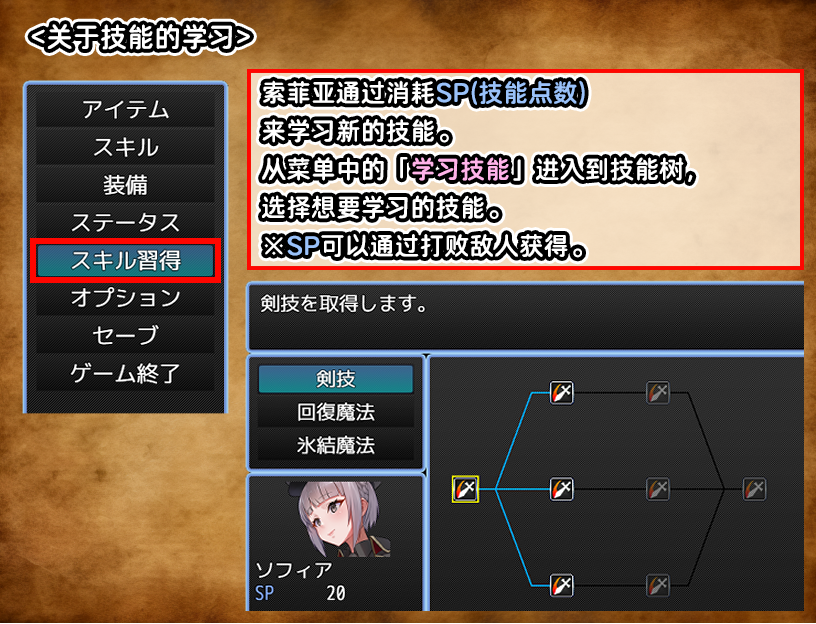 <关于技能的学习>
索菲亚通过消耗SP(技能点数)
来学习新的技能。
从菜单中的「学习技能」进入到技能树,
选择想要学习的技能。
※SP可以通过打败敌人获得。
アイテム
スキル
装備
ステータス
スキル習得
オプション
セーブ
ゲーム終了
剣技を取得します。
剣技
回復魔法
氷結魔法
ソフィア
SP 20